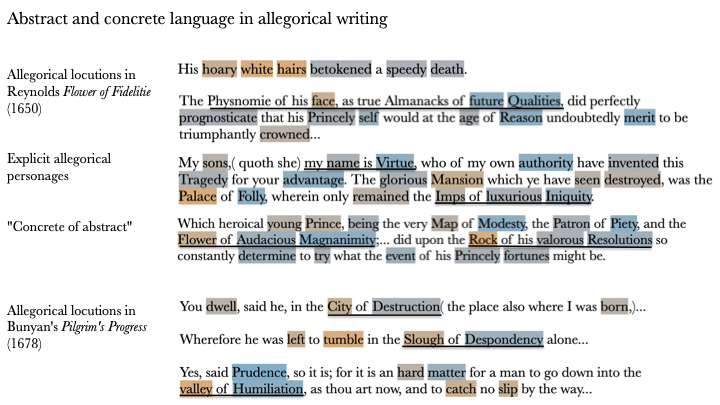 Abstract and concrete language in allegorical writing
Allegorical locutions in
Reynolds Flower of Fidelitie
(1650)
His hoary white hairs betokened a speedy death.
The Physnomie of his face, as true Almanacks of future Qualities, did perfectly
prognosticate that his Princely self would at the age of Reason undoubtedly merit to be
triumphantly crowned...
Explicit allegorical
personages
My sons,( quoth she) my name is Virtue, who of my own authority have invented this
Tragedy for your advantage. The glorious Mansion which ye have seen destroyed, was the
Palace of Folly, wherein only remained the Imps of luxurious Iniquity.
"Concrete of abstract"
Which heroical young Prince, being the very Map of Modesty, the Patron of Piety, and the
Flower of Audacious Magnanimity;... did upon the Rock of his valorous Resolutions so
constantly determine to try what the event of his Princely fortunes might be.
Allegorical locutions in
Bunyan's Pilgrim's Progress
(1678)
You dwell, said he, in the City of Destruction( the place also where I was born,)...
Wherefore he was left to tumble in the Slough of Despondency alone...
Yes, said Prudence, so it is; for it is an hard matter for a man to go down into the
valley of Humiliation, as thou art now, and to catch no slip by the way...